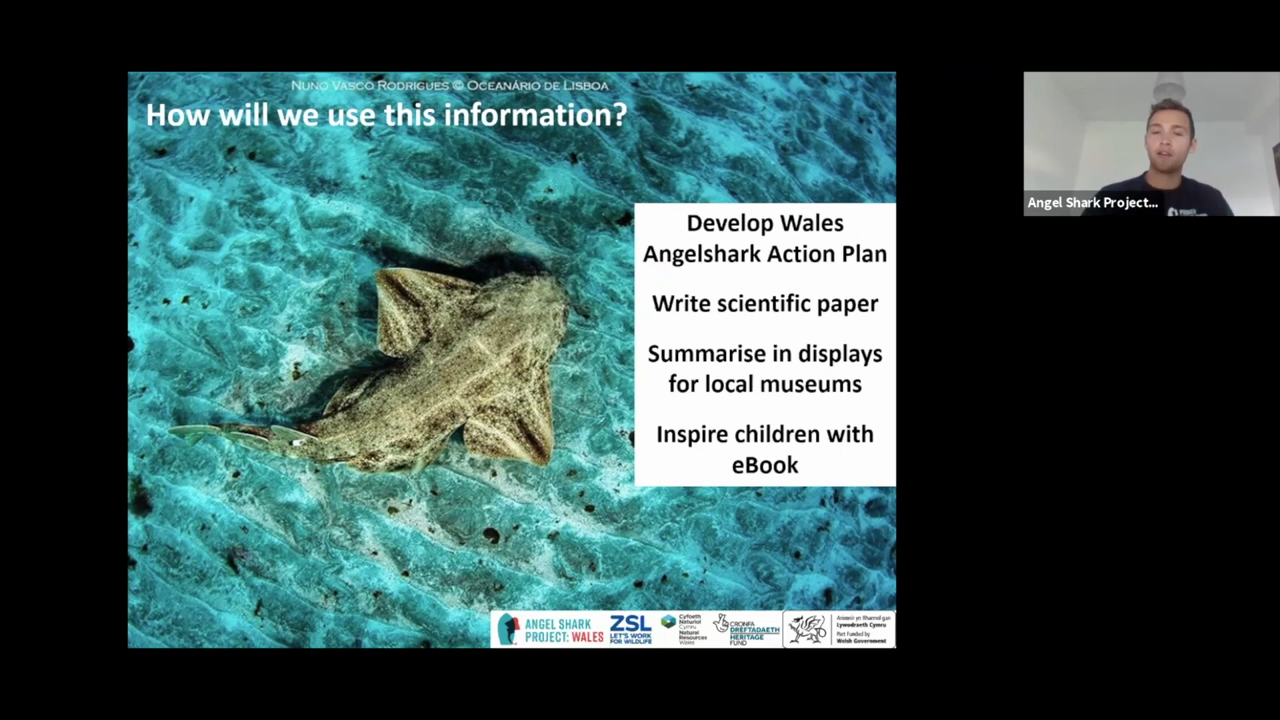 NUNO VASCO RODRIGUES © OCEANÁRIO DE LISBOA
How will we use this information?
Develop Wales
Angelshark Action Plan
Write scientific paper
Summarise in displays
for local museums
Inspire children with
eBook
Angel Shark Project...
ANGEL SHARK
PROJECT: WALES
ZSL
LET'S WORK
FOR WILDLIFE
Cyfoeth
Naturiol
Cymru
Natural
Resources
Wales
CRONFA
DREFTADAETH
HERITAGE
FUND
Ariennir yn Rhannol gan
Lywodraeth Cymru
Part Funded by
Welsh Government